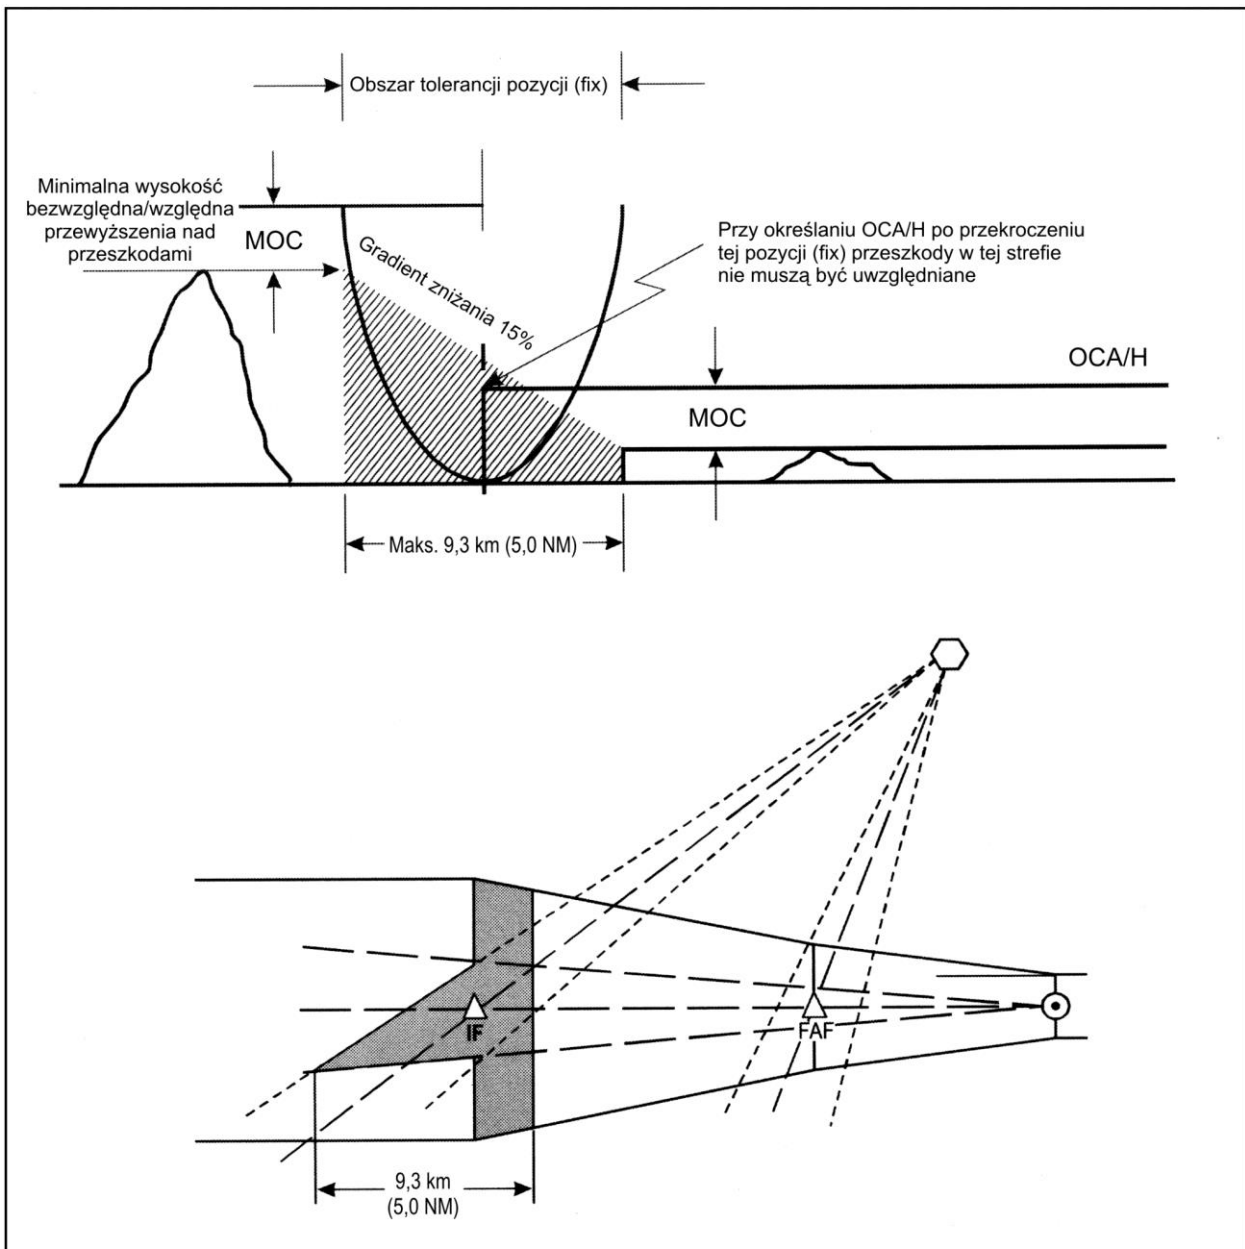 Obszar tolerancji pozycji (fix)
Minimalna wysokość
bezwzględna/względna
przewyższenia nad
przeszkodami
MOC
Gradient zniżania 15%
Przy określaniu OCA/H po przekroczeniu
tej pozycji (fix) przeszkody w tej strefie
nie muszą być uwzględniane
OCA/H
MOC
Maks. 9,3 km (5,0 NM)
IF
FAF
9,3 km
(5,0 NM)